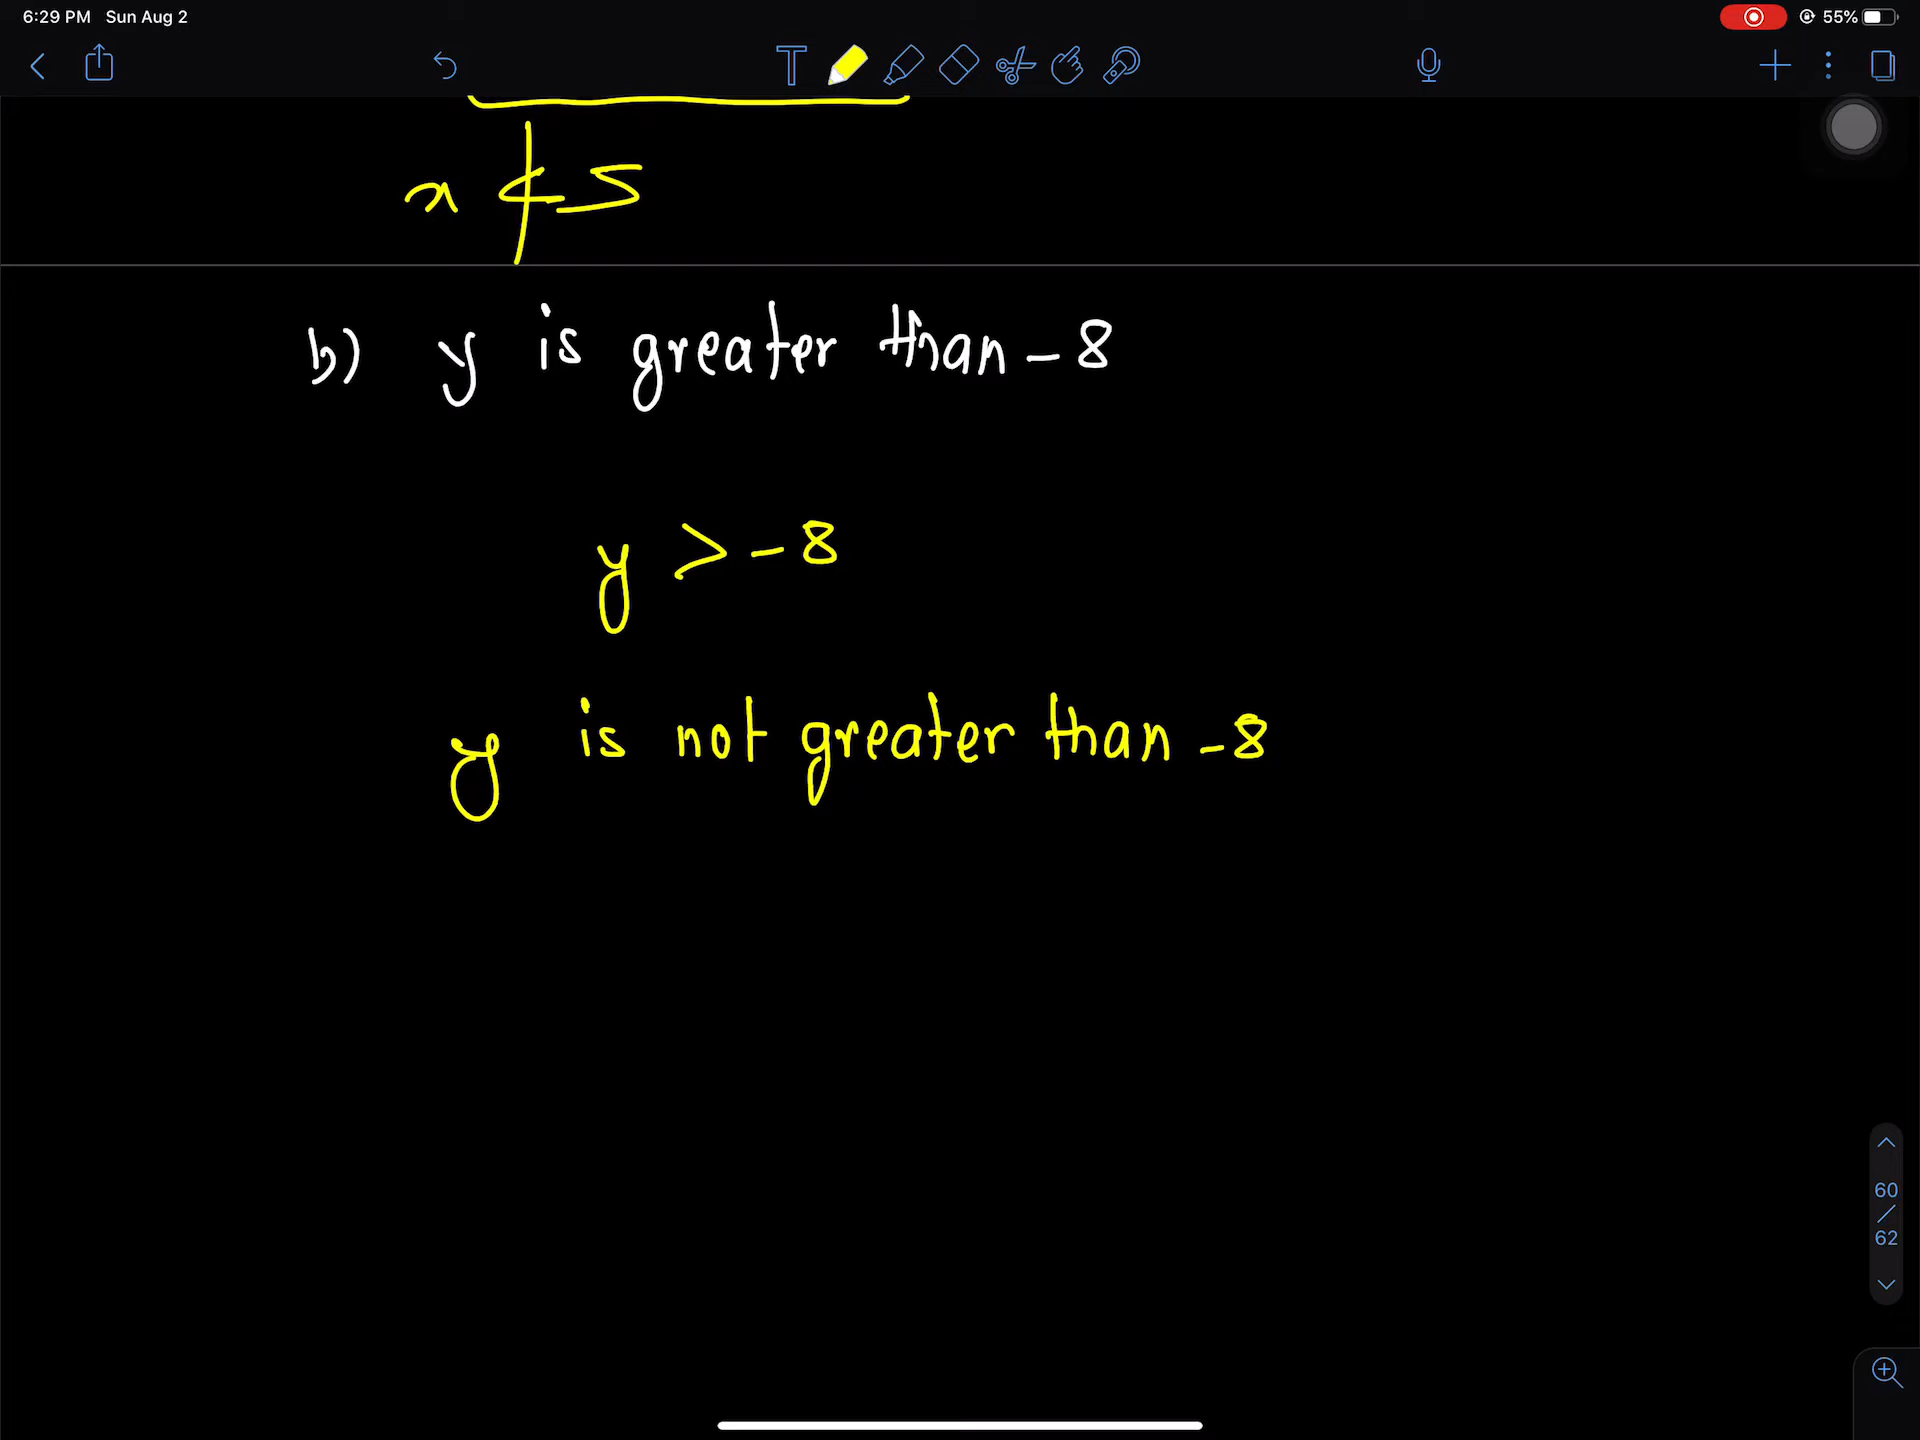 6:29 PM Sun Aug 2
55%
T
x ≮ 5
b) y is greater than -8
y > -8
y is not greater than -8
60
/
62